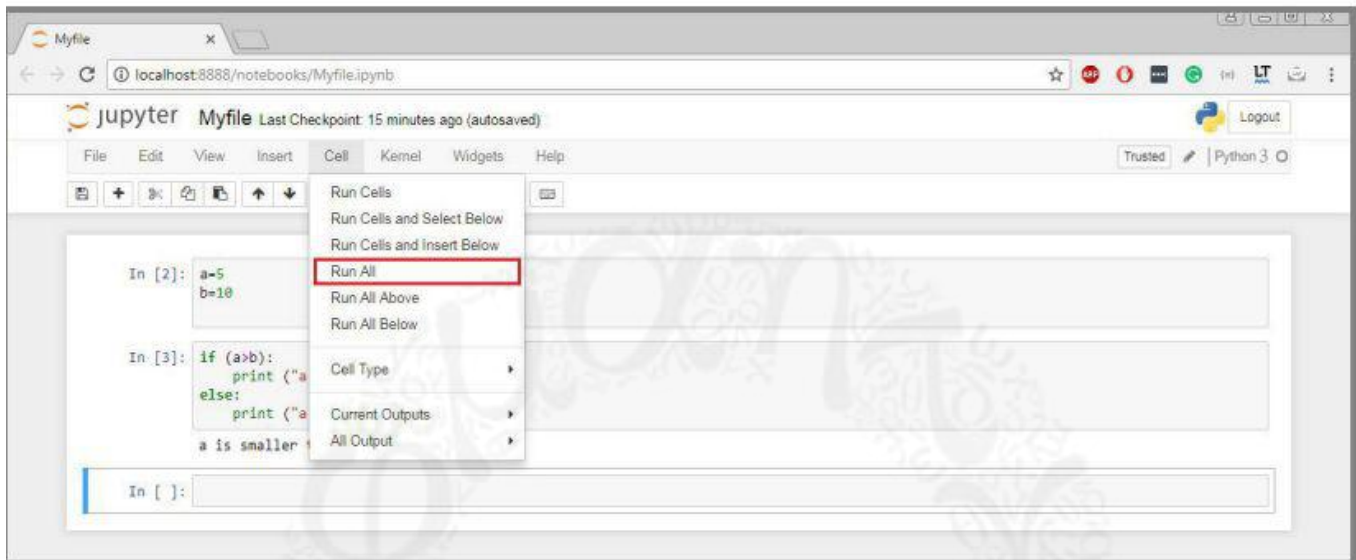 Myfile
localhost:8888/notebooks/Myfile.ipynb
ABP
LT
jupyter Myfile Last Checkpoint: 15 minutes ago (autosaved)
Logout
File Edit View Insert Cell Kernel Widgets Help
Trusted Python 3
Run Cells
Run Cells and Select Below
Run Cells and Insert Below
Run All
Run All Above
Run All Below
Cell Type
Current Outputs
All Output
In [2]: a=5
b=10
In [3]: if (a>b):
print ("a
else:
print ("a
a is smaller
In [ ]: